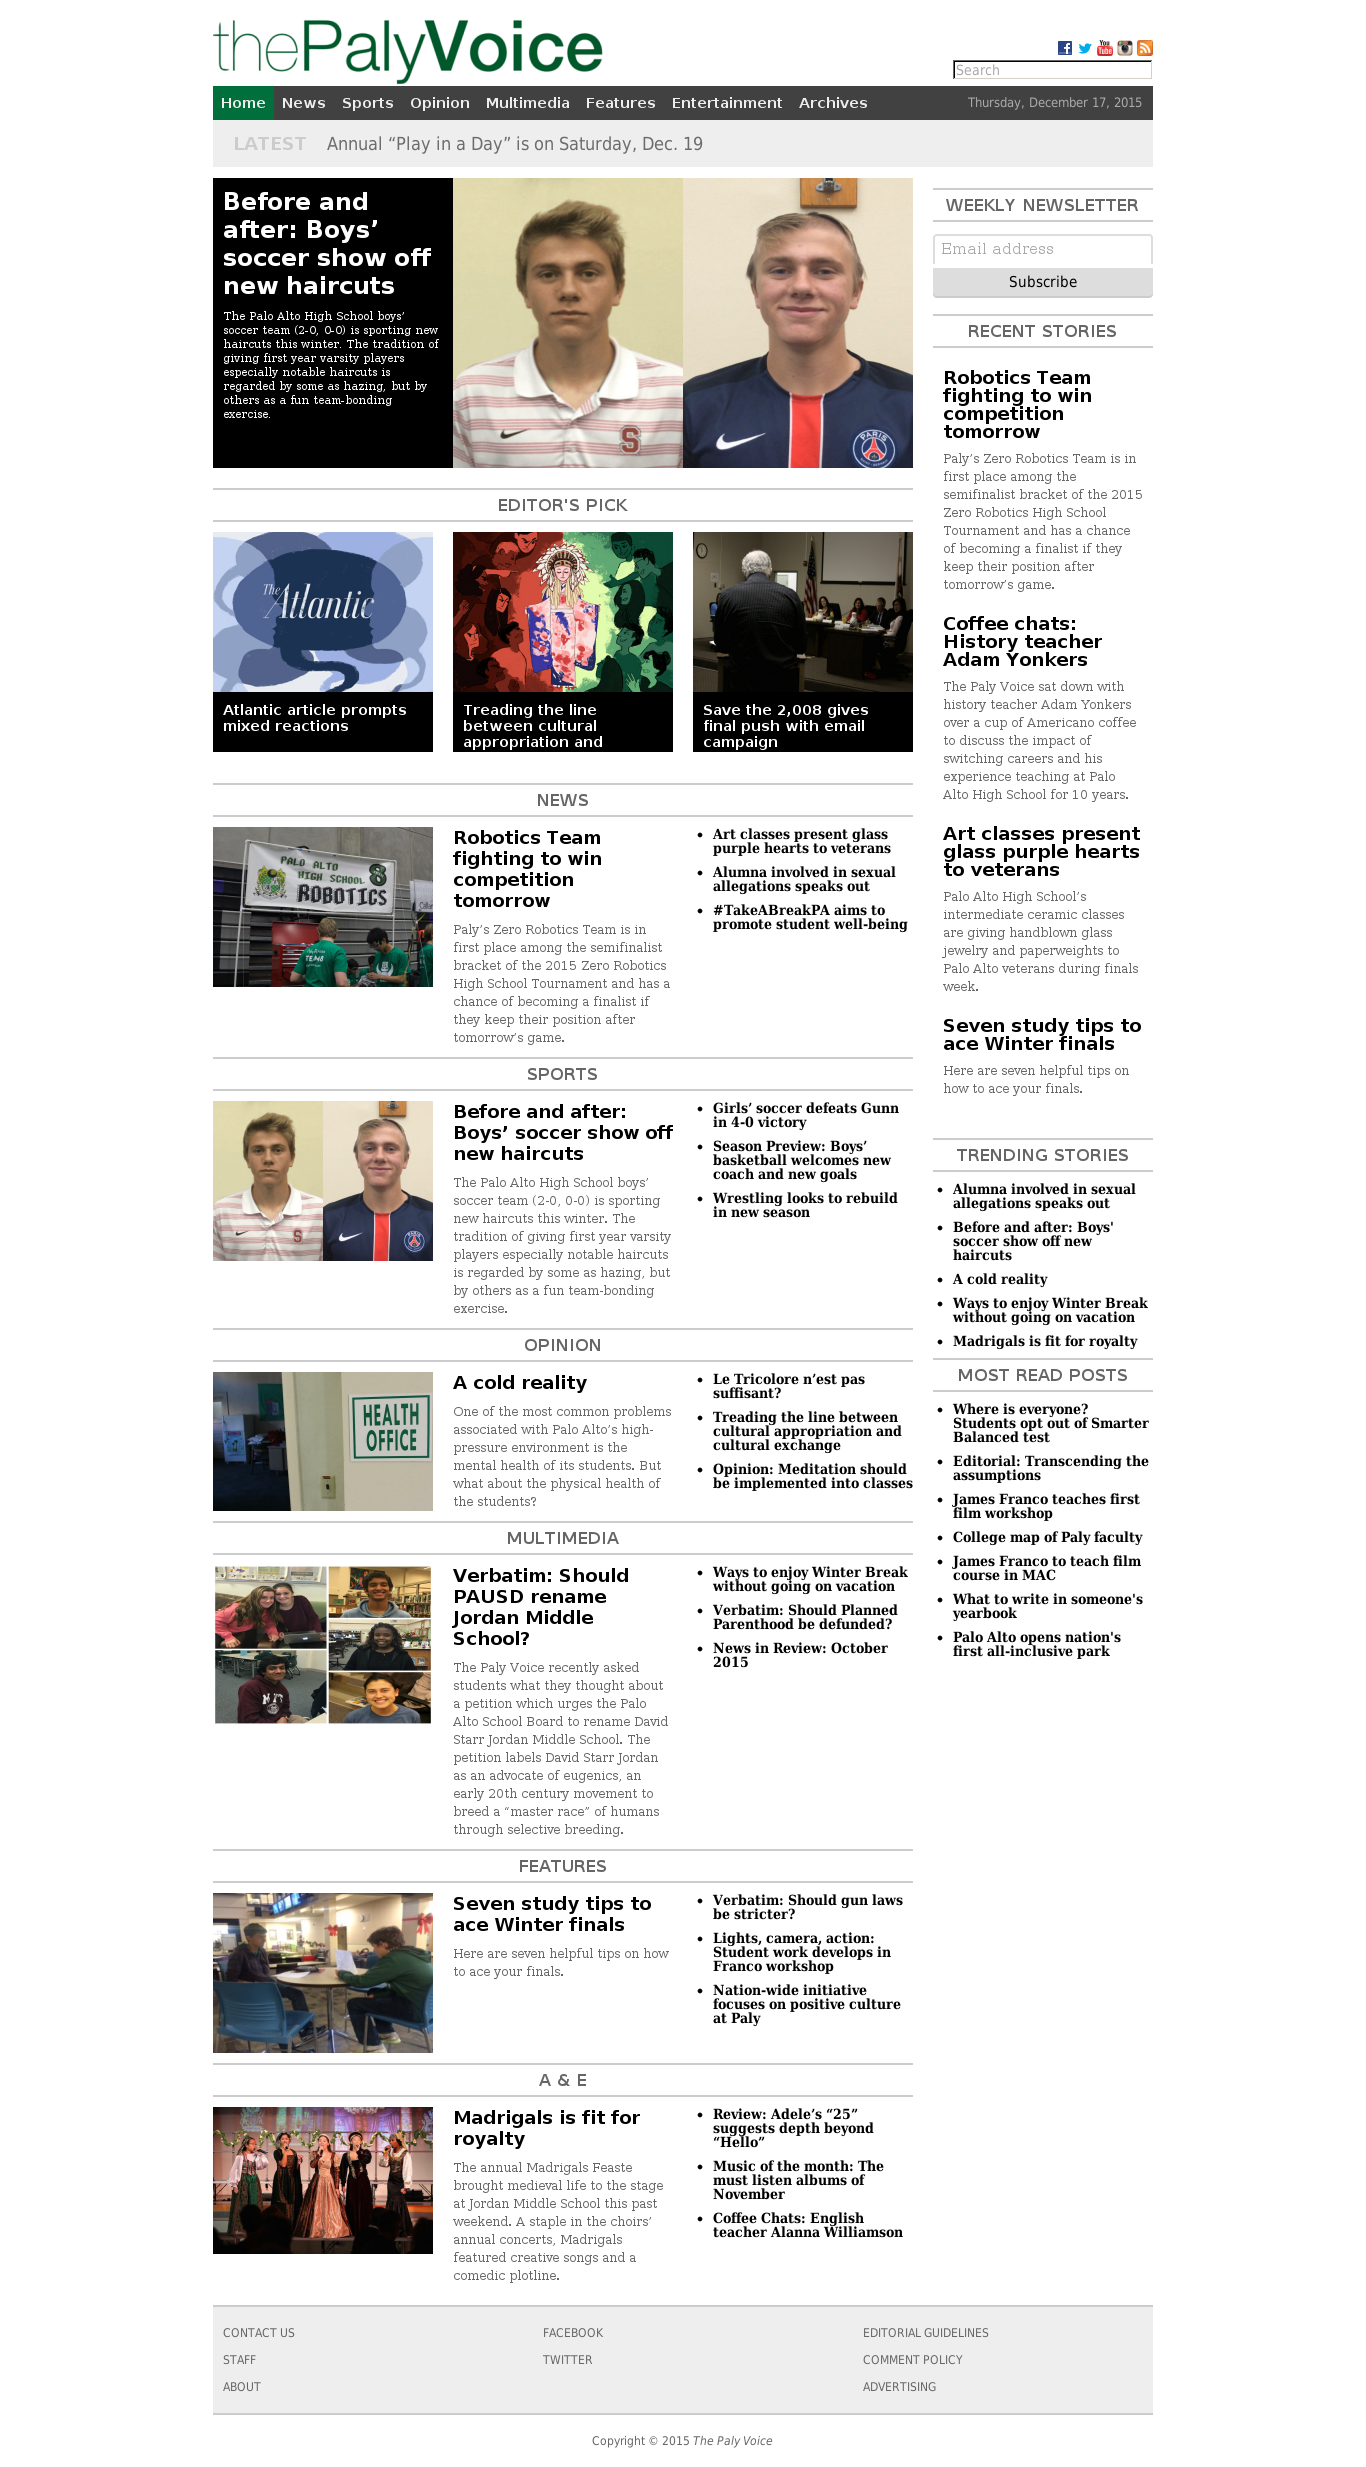 thePalyVoice
Search
Home News Sports Opinion Multimedia Features Entertainment Archives Thursday, December 17, 2015
LATEST Annual “Play in a Day” is on Saturday, Dec. 19
Before and
after: Boys’
soccer show off
new haircuts
The Palo Alto High School boys’
soccer team (2-0, 0-0) is sporting new
haircuts this winter. The tradition of
giving first year varsity players
especially notable haircuts is
regarded by some as hazing, but by
others as a fun team-bonding
exercise.
S
PARIS
EDITOR'S PICK
The Atlantic
Atlantic article prompts
mixed reactions
Treading the line
between cultural
appropriation and
Save the 2,008 gives
final push with email
campaign
NEWS
PALO ALTO
HIGH SCHOOL
8
ROBOTICS
TEAM8
Robotics Team
fighting to win
competition
tomorrow
Paly’s Zero Robotics Team is in
first place among the semifinalist
bracket of the 2015 Zero Robotics
High School Tournament and has a
chance of becoming a finalist if
they keep their position after
tomorrow’s game.
• Art classes present glass
purple hearts to veterans
• Alumna involved in sexual
allegations speaks out
• #TakeABreakPA aims to
promote student well-being
SPORTS
S
Before and after:
Boys’ soccer show off
new haircuts
The Palo Alto High School boys’
soccer team (2-0, 0-0) is sporting
new haircuts this winter. The
tradition of giving first year varsity
players especially notable haircuts
is regarded by some as hazing, but
by others as a fun team-bonding
exercise.
• Girls’ soccer defeats Gunn
in 4-0 victory
• Season Preview: Boys’
basketball welcomes new
coach and new goals
• Wrestling looks to rebuild
in new season
OPINION
HEALTH
OFFICE
A cold reality
One of the most common problems
associated with Palo Alto’s high-
pressure environment is the
mental health of its students. But
what about the physical health of
the students?
• Le Tricolore n’est pas
suffisant?
• Treading the line between
cultural appropriation and
cultural exchange
• Opinion: Meditation should
be implemented into classes
MULTIMEDIA
Verbatim: Should
PAUSD rename
Jordan Middle
School?
The Paly Voice recently asked
students what they thought about
a petition which urges the Palo
Alto School Board to rename David
Starr Jordan Middle School. The
petition labels David Starr Jordan
as an advocate of eugenics, an
early 20th century movement to
breed a “master race” of humans
through selective breeding.
• Ways to enjoy Winter Break
without going on vacation
• Verbatim: Should Planned
Parenthood be defunded?
• News in Review: October
2015
FEATURES
Seven study tips to
ace Winter finals
Here are seven helpful tips on how
to ace your finals.
• Verbatim: Should gun laws
be stricter?
• Lights, camera, action:
Student work develops in
Franco workshop
• Nation-wide initiative
focuses on positive culture
at Paly
A & E
Madrigals is fit for
royalty
The annual Madrigals Feaste
brought medieval life to the stage
at Jordan Middle School this past
weekend. A staple in the choirs’
annual concerts, Madrigals
featured creative songs and a
comedic plotline.
• Review: Adele’s “25”
suggests depth beyond
“Hello”
• Music of the month: The
must listen albums of
November
• Coffee Chats: English
teacher Alanna Williamson
WEEKLY NEWSLETTER
Email address
Subscribe
RECENT STORIES
Robotics Team
fighting to win
competition
tomorrow
Paly’s Zero Robotics Team is in
first place among the
semifinalist bracket of the 2015
Zero Robotics High School
Tournament and has a chance
of becoming a finalist if they
keep their position after
tomorrow’s game.
Coffee chats:
History teacher
Adam Yonkers
The Paly Voice sat down with
history teacher Adam Yonkers
over a cup of Americano coffee
to discuss the impact of
switching careers and his
experience teaching at Palo
Alto High School for 10 years.
Art classes present
glass purple hearts
to veterans
Palo Alto High School’s
intermediate ceramic classes
are giving handblown glass
jewelry and paperweights to
Palo Alto veterans during finals
week.
Seven study tips to
ace Winter finals
Here are seven helpful tips on
how to ace your finals.
TRENDING STORIES
• Alumna involved in sexual
allegations speaks out
• Before and after: Boys'
soccer show off new
haircuts
• A cold reality
• Ways to enjoy Winter Break
without going on vacation
• Madrigals is fit for royalty
MOST READ POSTS
• Where is everyone?
Students opt out of Smarter
Balanced test
• Editorial: Transcending the
assumptions
• James Franco teaches first
film workshop
• College map of Paly faculty
• James Franco to teach film
course in MAC
• What to write in someone's
yearbook
• Palo Alto opens nation's
first all-inclusive park
CONTACT US FACEBOOK EDITORIAL GUIDELINES
STAFF TWITTER COMMENT POLICY
ABOUT ADVERTISING
Copyright © 2015 The Paly Voice